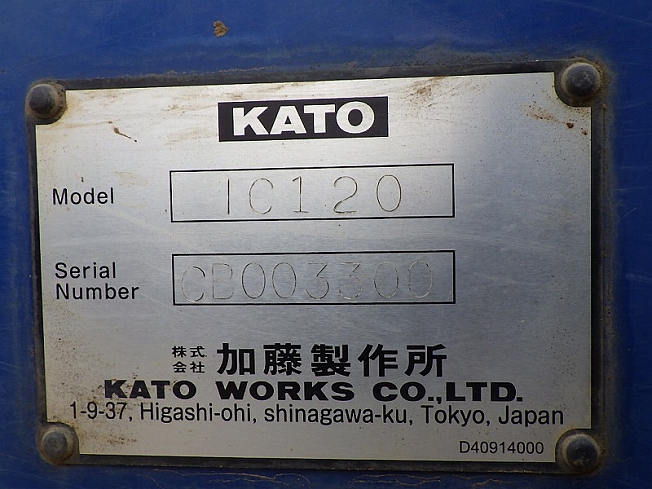 KATO
Model IC120
Serial Number CB003300
株式会社 加藤製作所
KATO WORKS CO.,LTD.
1-9-37, Higashi-ohi, shinagawa-ku, Tokyo, Japan
D40914000